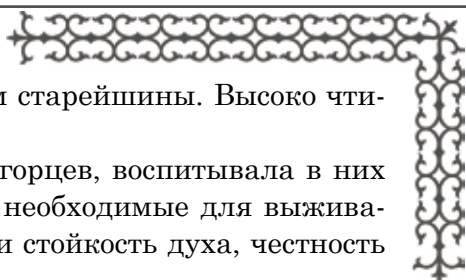 старейшины. Высоко чти-
горцев, воспитывала в них
необходимые для выжива-
и стойкость духа, честность